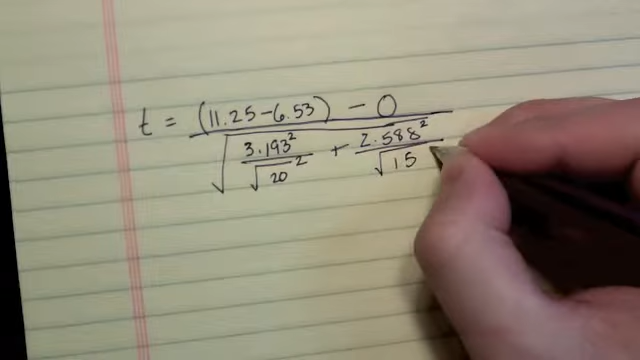 t = (11.25-6.53) - 0
√ 3.193² / √20² + 2.588² / √15